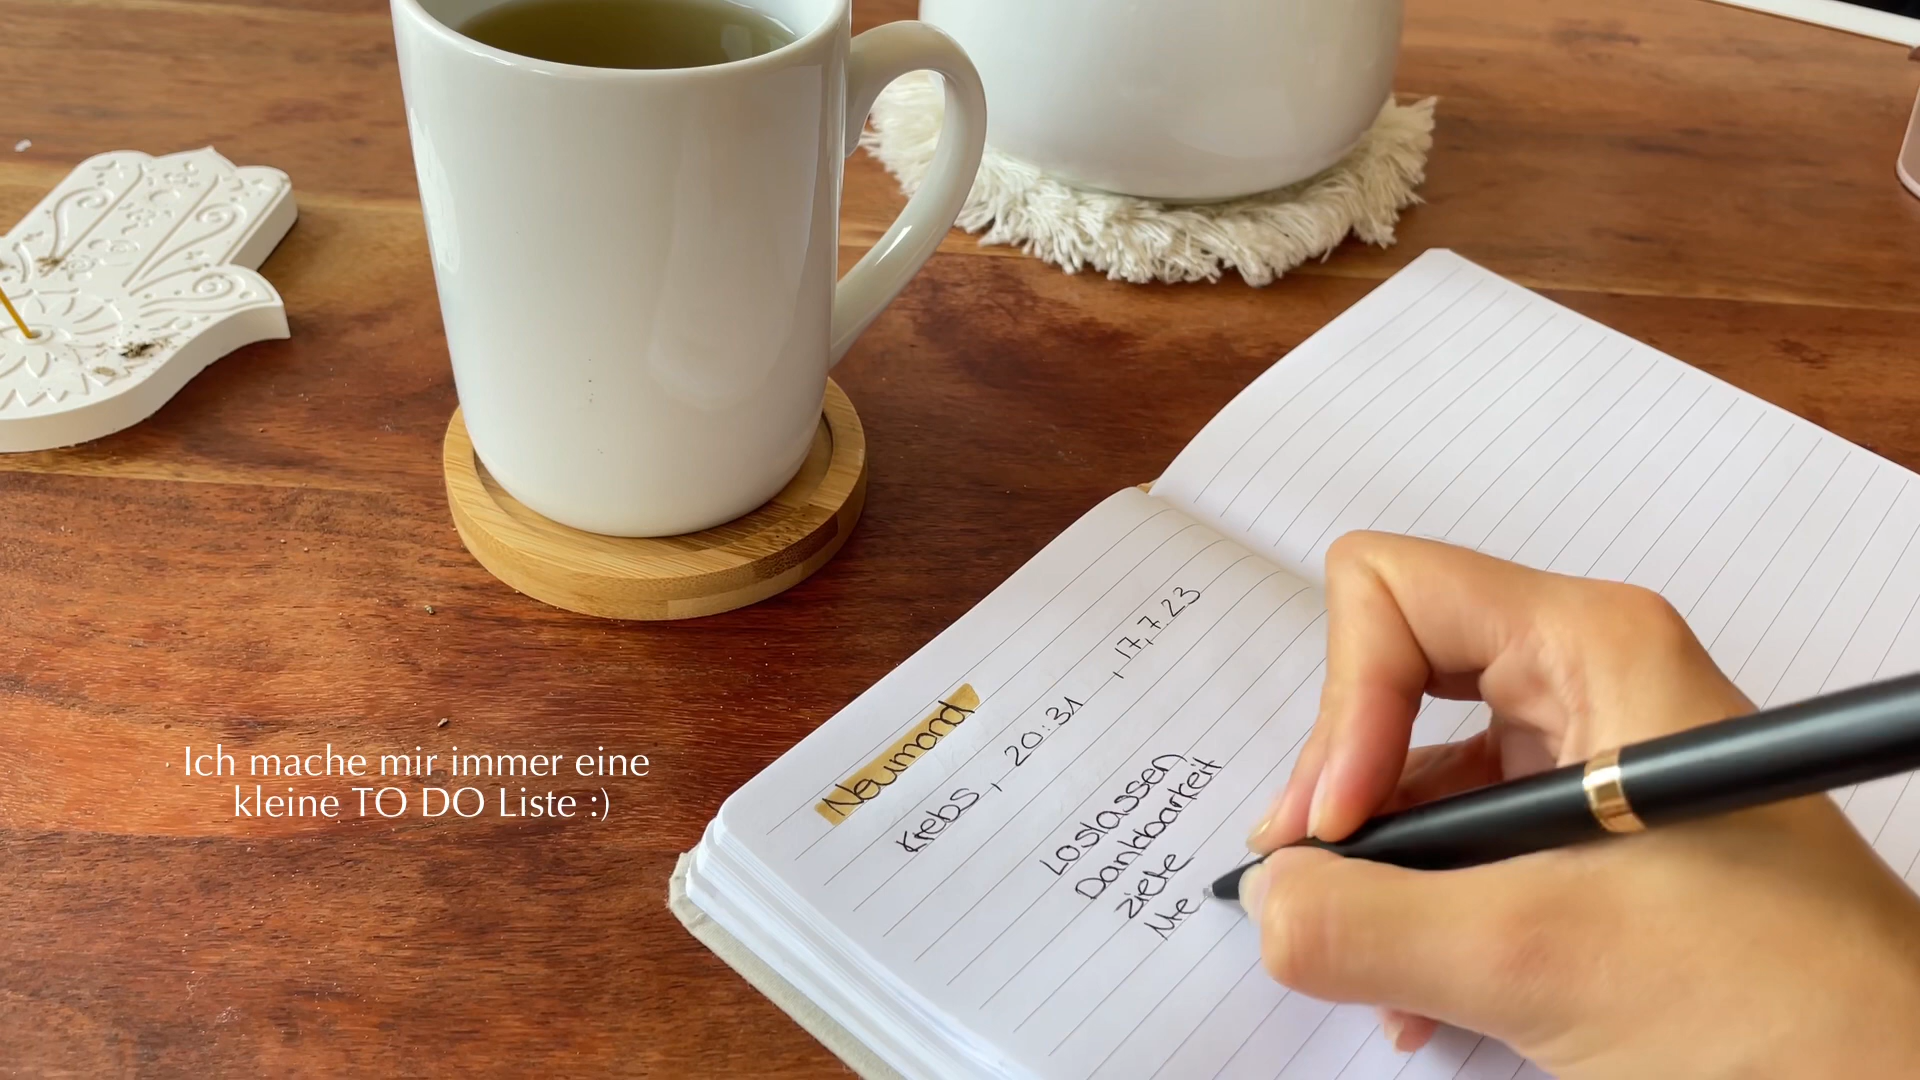 Ich mache mir immer eine
kleine TO DO Liste :)
Neumond
Krebs, 20:31, 17.7.23
Loslassen
Dankbarkeit
Ziele